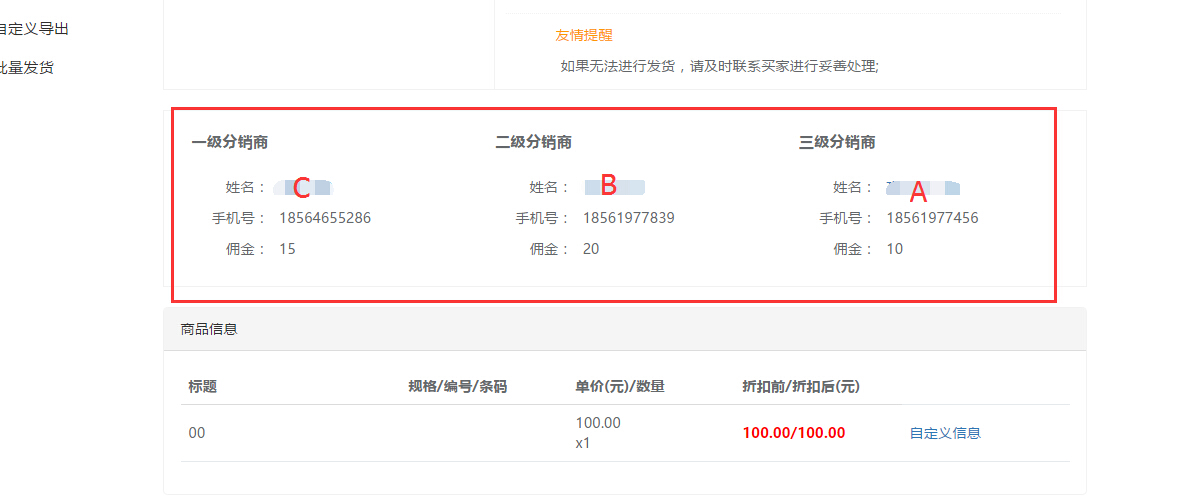 自定义导出
批量发货
友情提醒
如果无法进行发货，请及时联系买家进行妥善处理;
一级分销商 二级分销商 三级分销商
姓名： C 姓名： B 姓名： A
手机号： 18564655286 手机号： 18561977839 手机号： 18561977456
佣金： 15 佣金： 20 佣金： 10
商品信息
标题 规格/编号/条码 单价(元)/数量 折扣前/折扣后(元)
00 100.00 100.00/100.00 自定义信息
x1